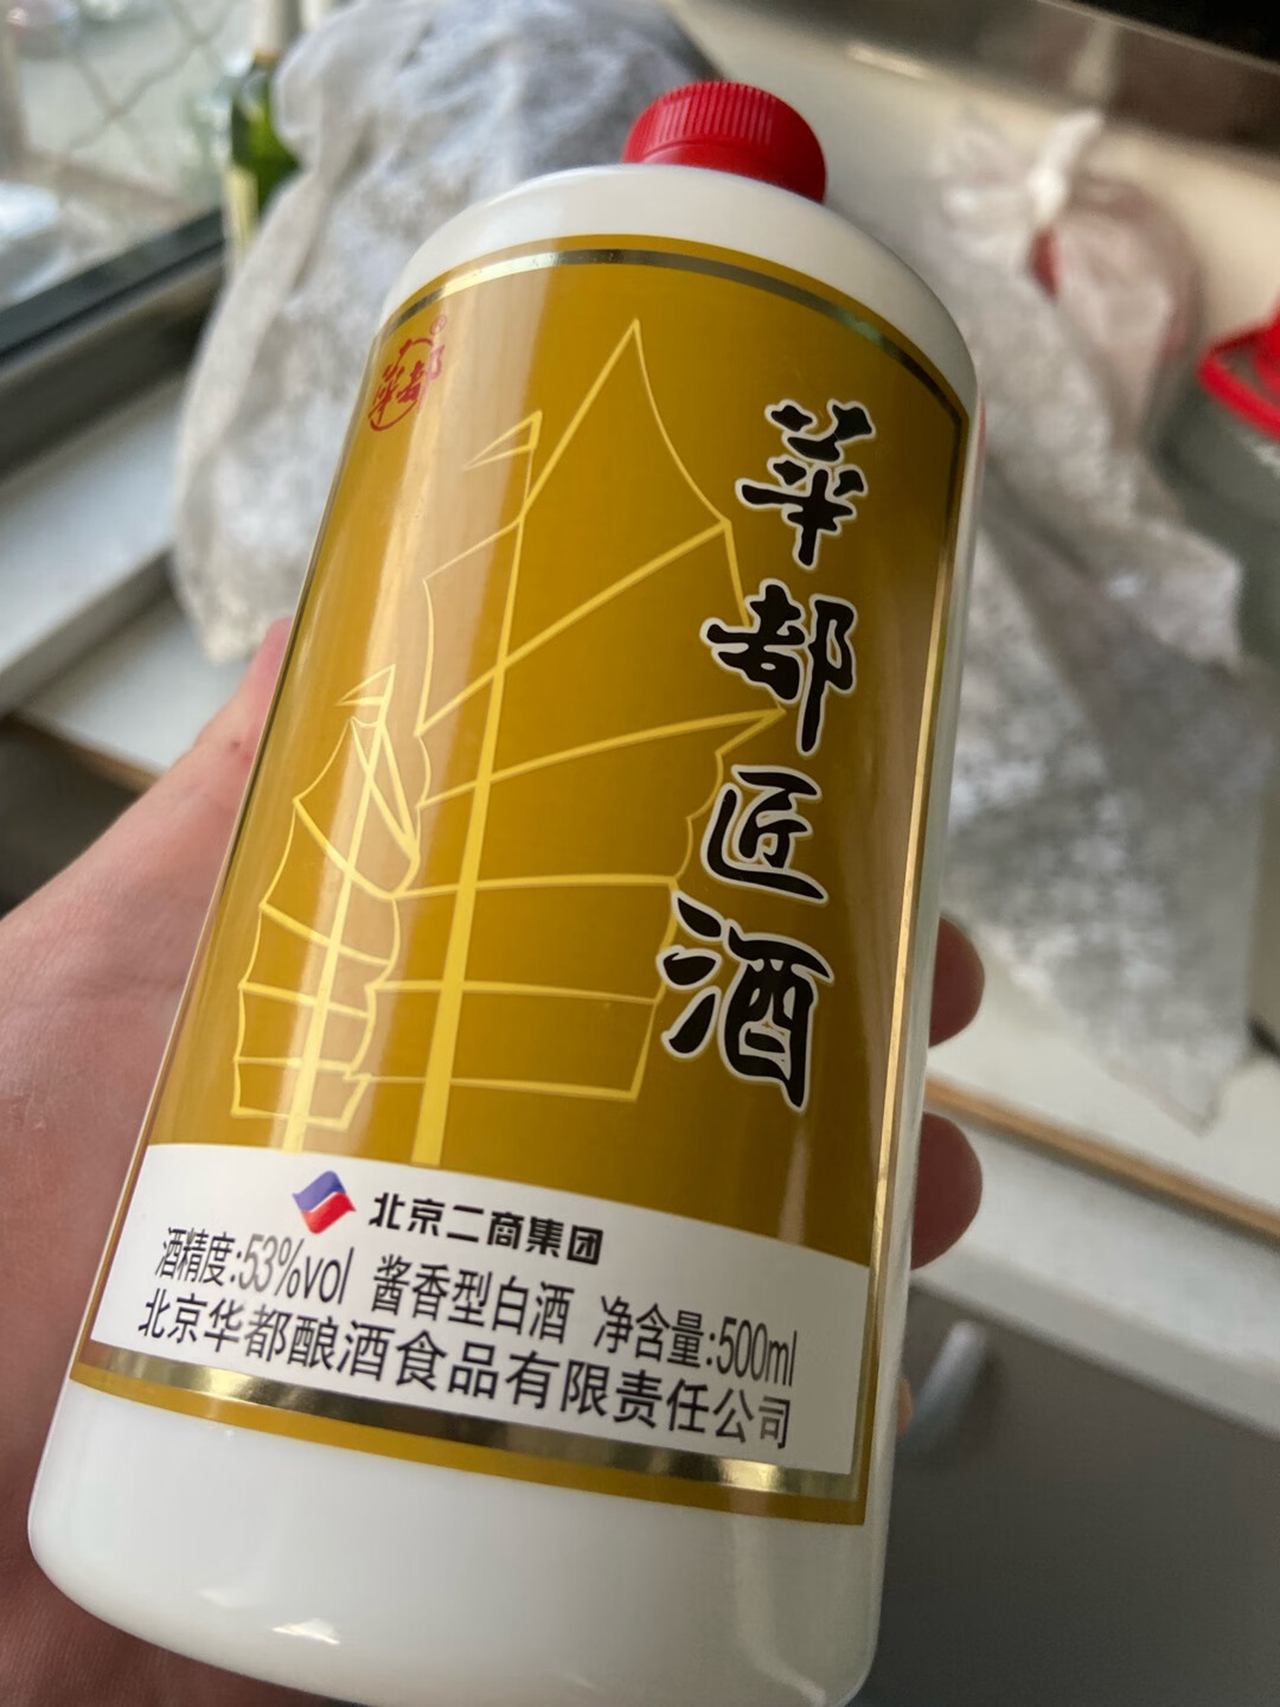 華都®
華都匠酒
北京二商集团
酒精度:53%vol 酱香型白酒 净含量:500ml
北京华都酿酒食品有限责任公司